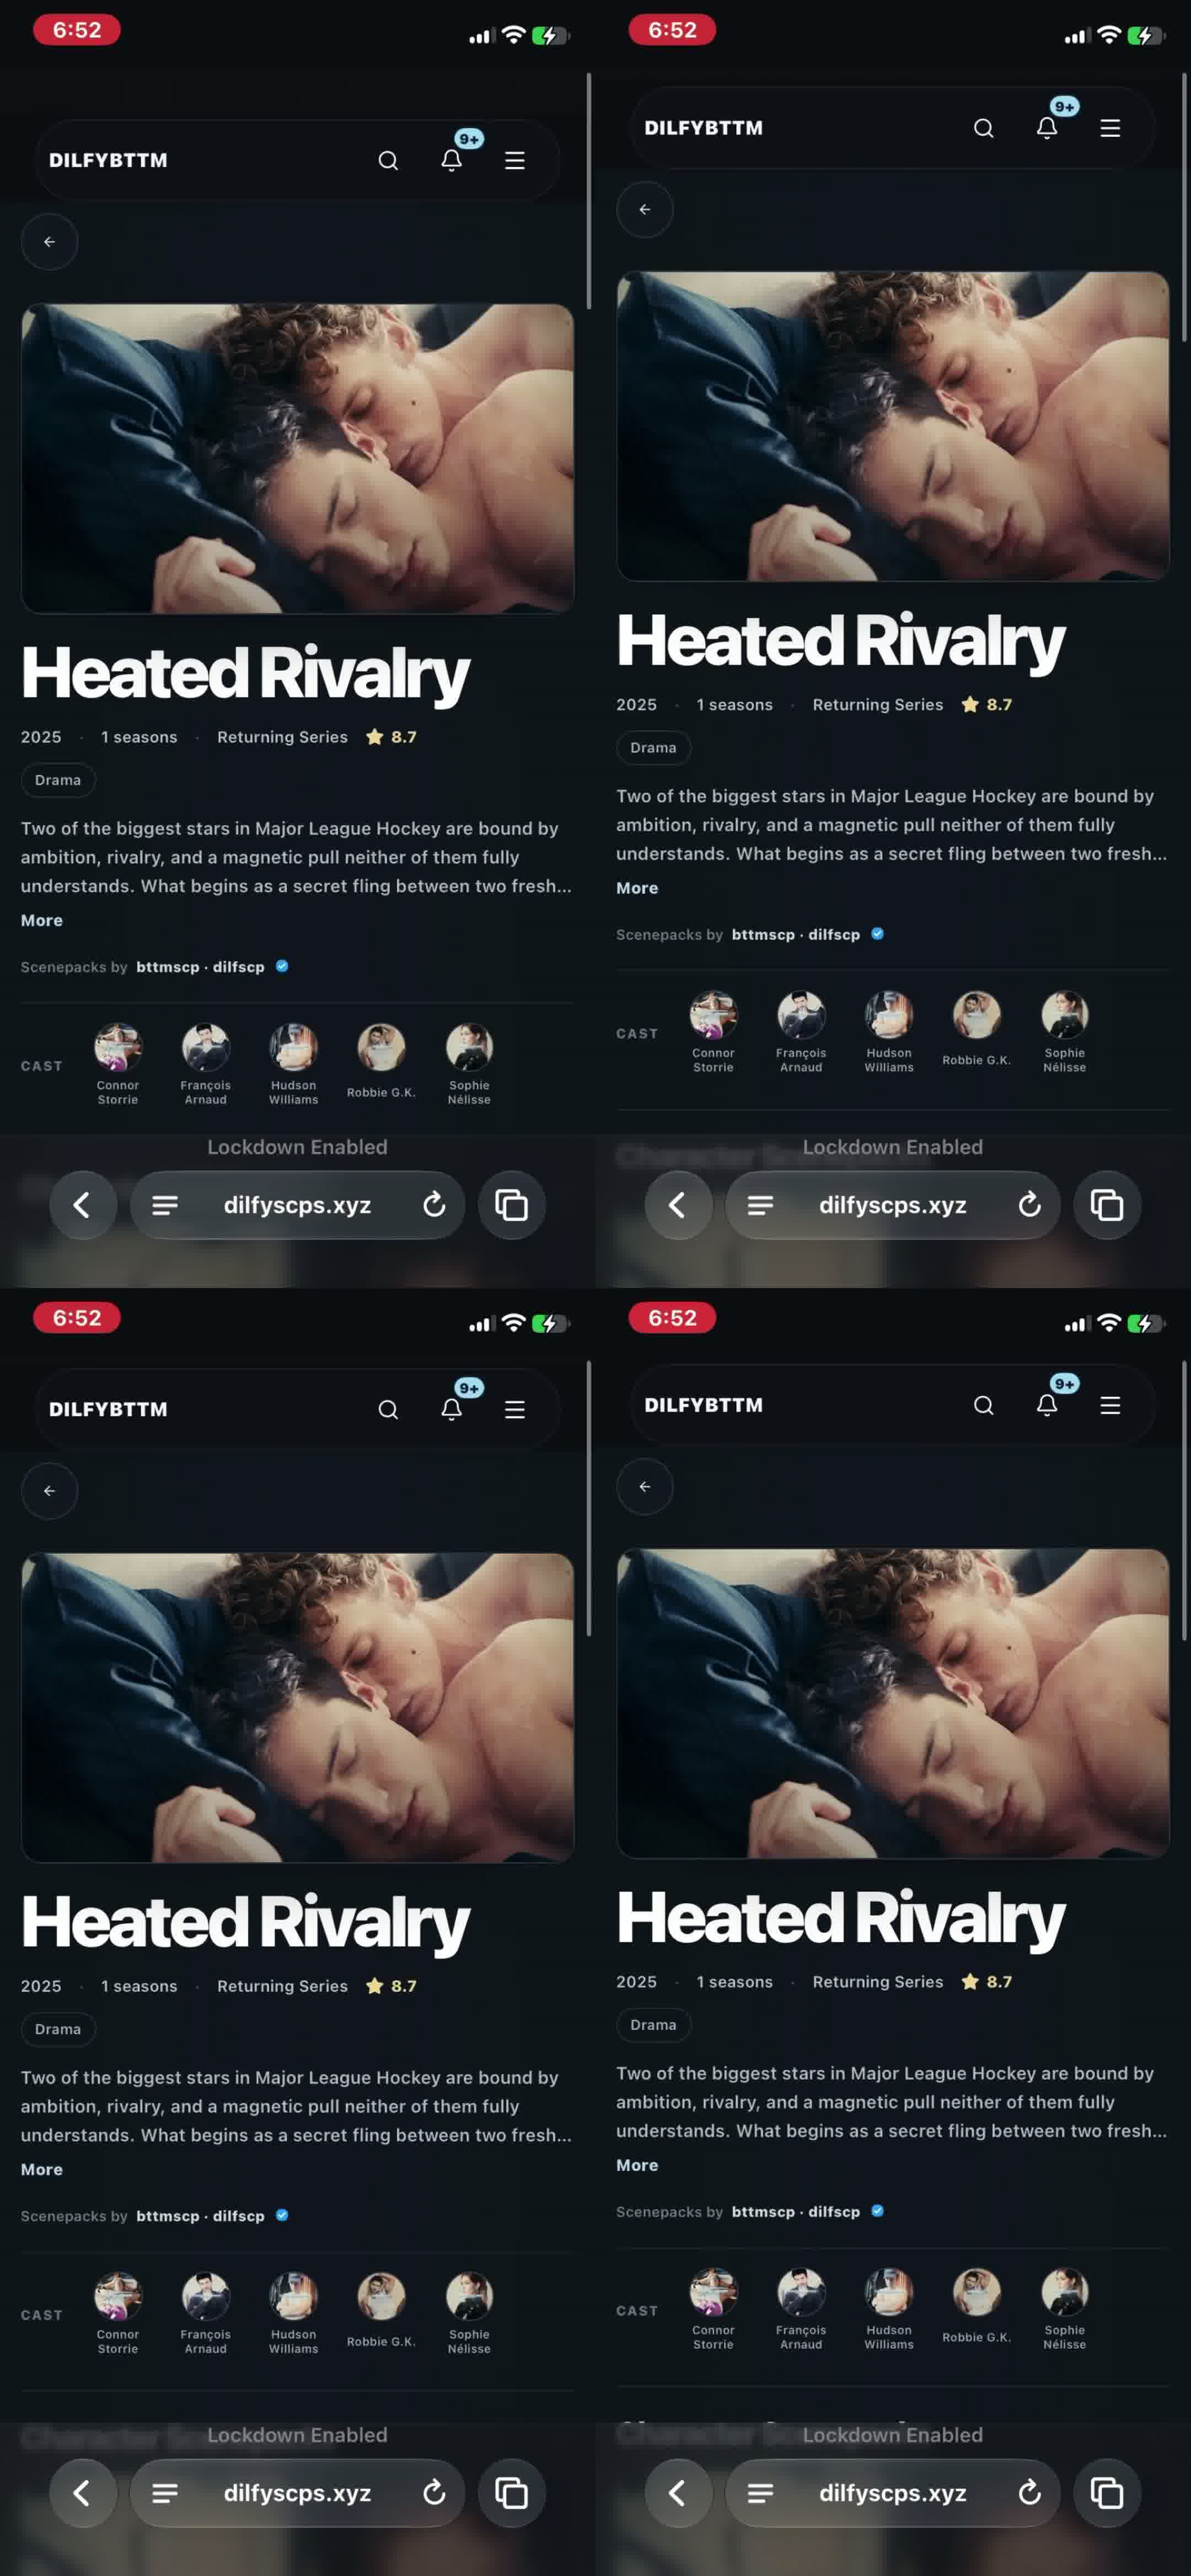 6:52
9+
DILFYBTTM
Heated Rivalry
2025 · 1 seasons · Returning Series 8.7
Drama
Two of the biggest stars in Major League Hockey are bound by
ambition, rivalry, and a magnetic pull neither of them fully
understands. What begins as a secret fling between two fresh...
More
Scenepacks by bttmscp · dilfscp
CAST
Connor Storrie
François Arnaud
Hudson Williams
Robbie G.K.
Sophie Nélisse
Lockdown Enabled
dilfyscps.xyz
6:52
9+
DILFYBTTM
Heated Rivalry
2025 · 1 seasons · Returning Series 8.7
Drama
Two of the biggest stars in Major League Hockey are bound by
ambition, rivalry, and a magnetic pull neither of them fully
understands. What begins as a secret fling between two fresh...
More
Scenepacks by bttmscp · dilfscp
CAST
Connor Storrie
François Arnaud
Hudson Williams
Robbie G.K.
Sophie Nélisse
Lockdown Enabled
dilfyscps.xyz
6:52
9+
DILFYBTTM
Heated Rivalry
2025 · 1 seasons · Returning Series 8.7
Drama
Two of the biggest stars in Major League Hockey are bound by
ambition, rivalry, and a magnetic pull neither of them fully
understands. What begins as a secret fling between two fresh...
More
Scenepacks by bttmscp · dilfscp
CAST
Connor Storrie
François Arnaud
Hudson Williams
Robbie G.K.
Sophie Nélisse
Lockdown Enabled
dilfyscps.xyz
6:52
9+
DILFYBTTM
Heated Rivalry
2025 · 1 seasons · Returning Series 8.7
Drama
Two of the biggest stars in Major League Hockey are bound by
ambition, rivalry, and a magnetic pull neither of them fully
understands. What begins as a secret fling between two fresh...
More
Scenepacks by bttmscp · dilfscp
CAST
Connor Storrie
François Arnaud
Hudson Williams
Robbie G.K.
Sophie Nélisse
Lockdown Enabled
dilfyscps.xyz